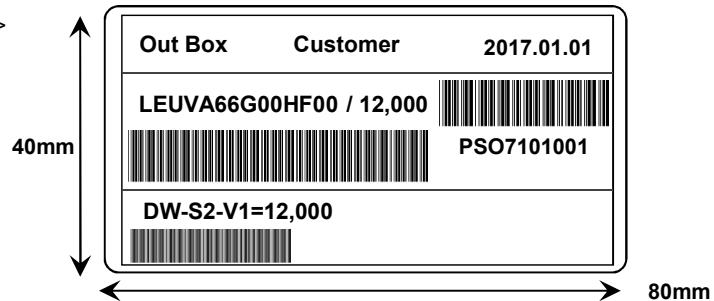 >
Out Box Customer 2017.01.01
LEUVA66G00HF00 / 12,000
40mm
PSO7101001
DW-S2-V1=12,000
80mm